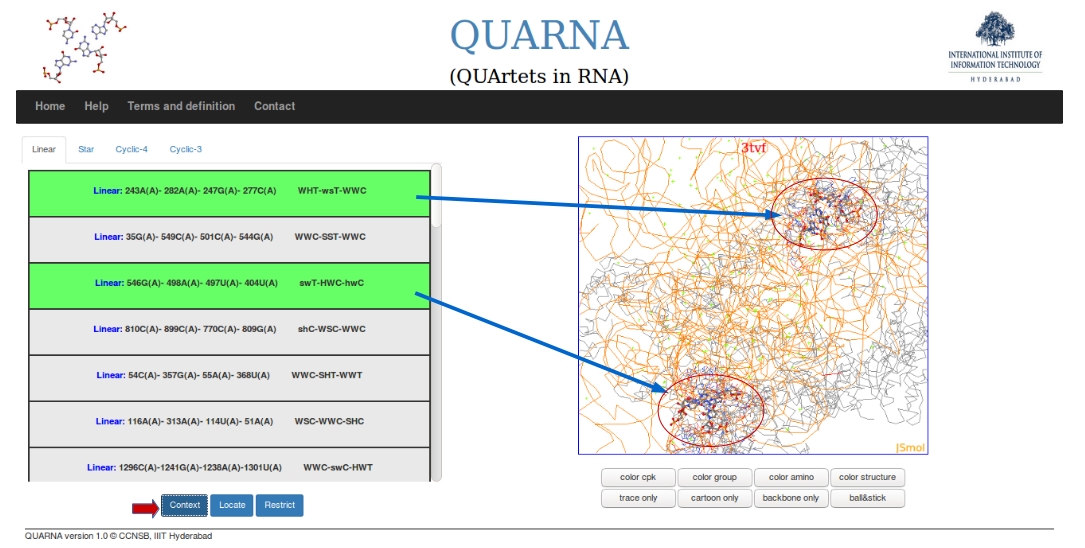 QUARNA
(QUArtets in RNA)
INTERNATIONAL INSTITUTE OF
INFORMATION TECHNOLOGY
HYDERABAD
Home Help Terms and definition Contact
Linear Star Cyclic-4 Cyclic-3
Linear: 243A(A)- 282A(A)- 247G(A)- 277C(A) WHT-wsT-WWC
Linear: 35G(A)- 549C(A)- 501C(A)- 544G(A) WWC-SST-WWC
Linear: 546G(A)- 498A(A)- 497U(A)- 404U(A) swT-HWC-hwC
Linear: 810C(A)- 899C(A)- 770C(A)- 809G(A) shC-WSC-WWC
Linear: 54C(A)- 357G(A)- 55A(A)- 368U(A) WWC-SHT-WWT
Linear: 116A(A)- 313A(A)- 114U(A)- 51A(A) WSC-WWC-SHC
Linear: 1296C(A)-1241G(A)-1238A(A)-1301U(A) WWC-swC-HWT
Context Locate Restrict
3tvf
JSmol
color cpk color group color amino color structure
trace only cartoon only backbone only ball&stick
QUARNA version 1.0 © CCNSB, IIIT Hyderabad